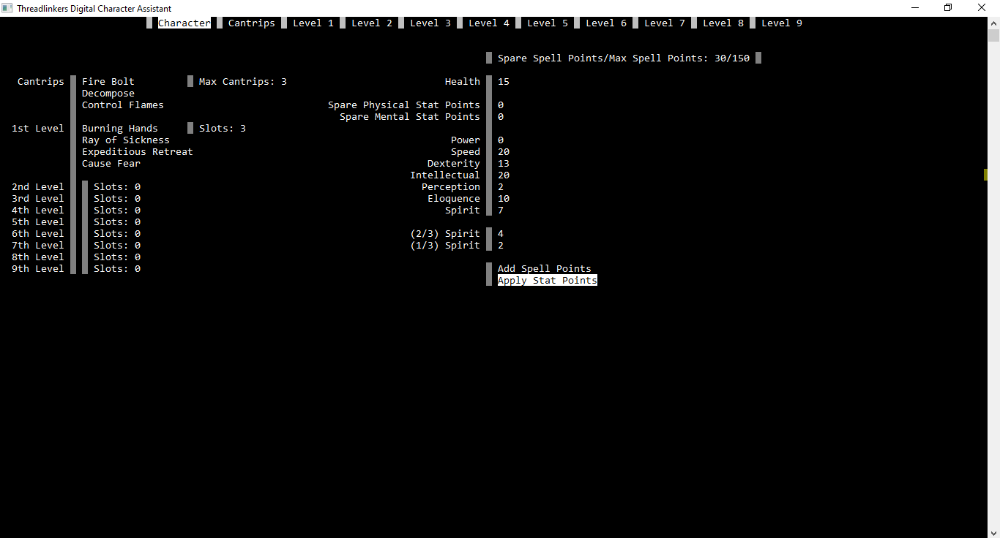 Threadlinkers Digital Character Assistant
Character Cantrips Level 1 Level 2 Level 3 Level 4 Level 5 Level 6 Level 7 Level 8 Level 9
Spare Spell Points/Max Spell Points: 30/150
Cantrips Fire Bolt Max Cantrips: 3 Health 15
Decompose
Control Flames Spare Physical Stat Points 0
Spare Mental Stat Points 0
1st Level Burning Hands Slots: 3
Ray of Sickness Power 0
Expeditious Retreat Speed 20
Cause Fear Dexterity 13
Intellectual 20
2nd Level Slots: 0 Perception 2
3rd Level Slots: 0 Eloquence 10
4th Level Slots: 0 Spirit 7
5th Level Slots: 0
6th Level Slots: 0 (2/3) Spirit 4
7th Level Slots: 0 (1/3) Spirit 2
8th Level Slots: 0
9th Level Slots: 0 Add Spell Points
Apply Stat Points